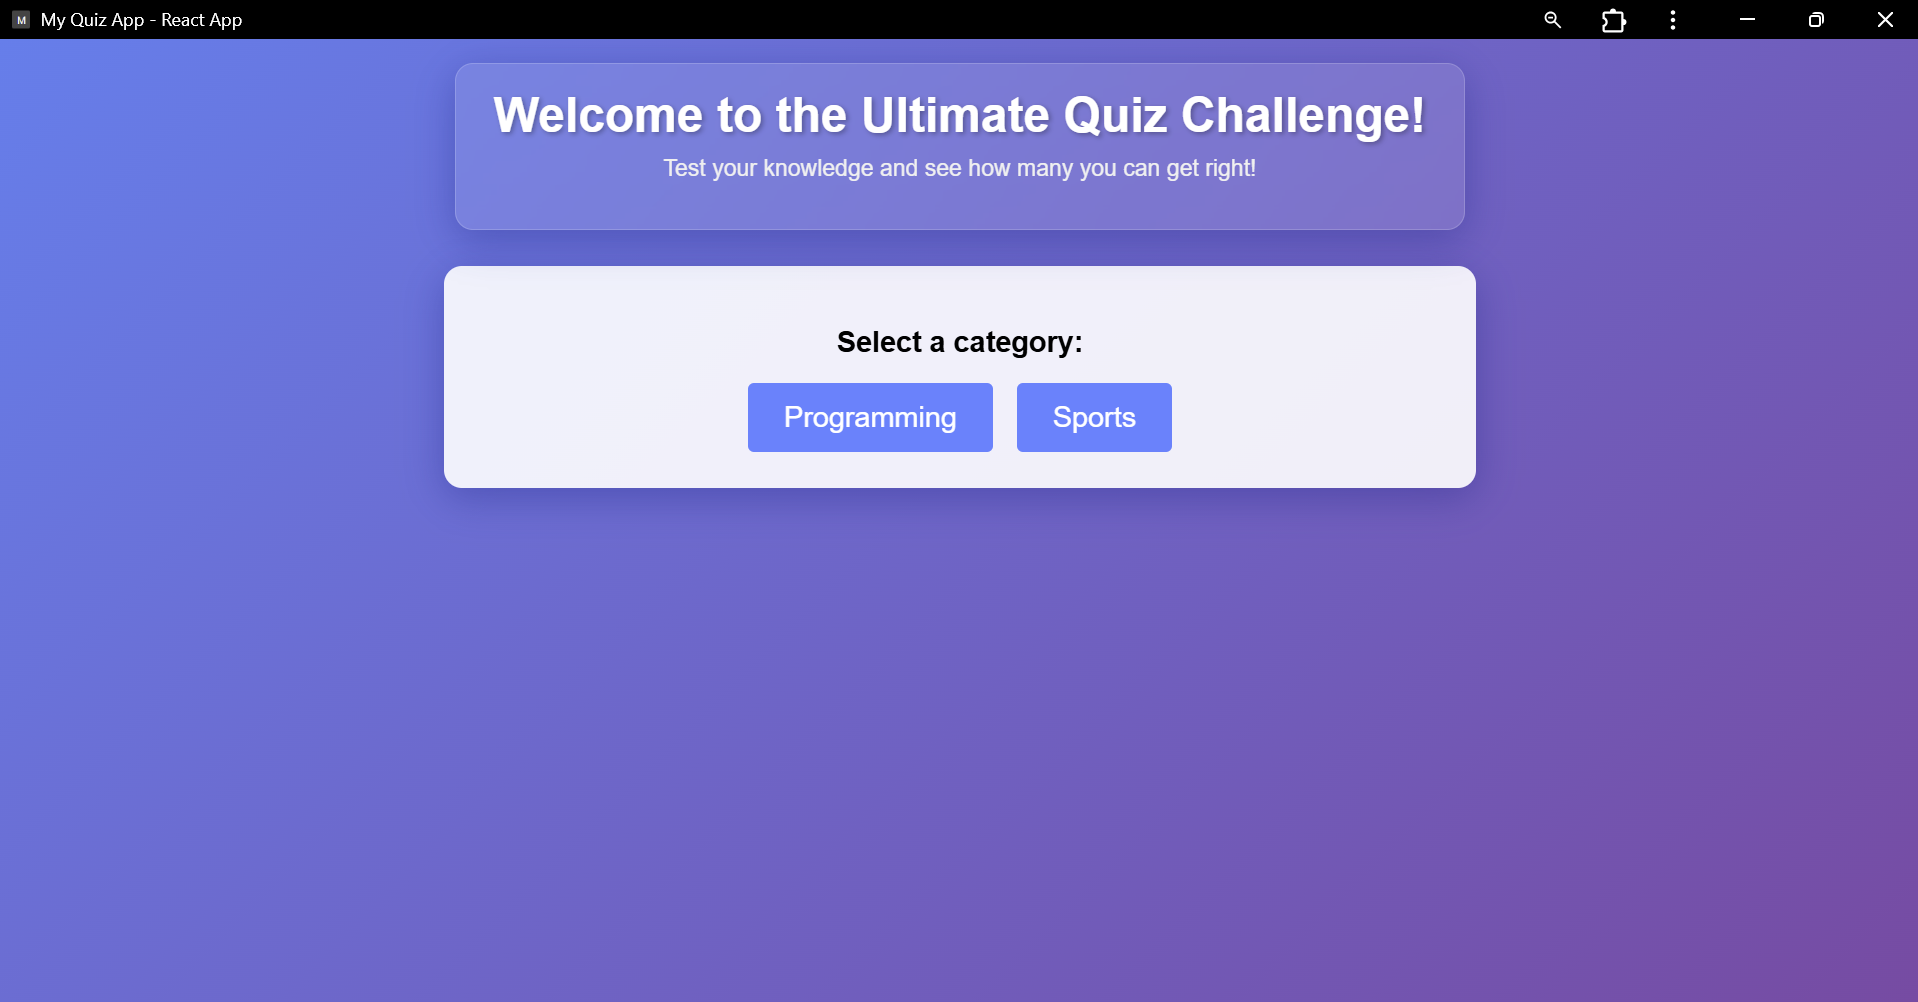 M My Quiz App - React App
Welcome to the Ultimate Quiz Challenge!
Test your knowledge and see how many you can get right!
Select a category:
Programming Sports